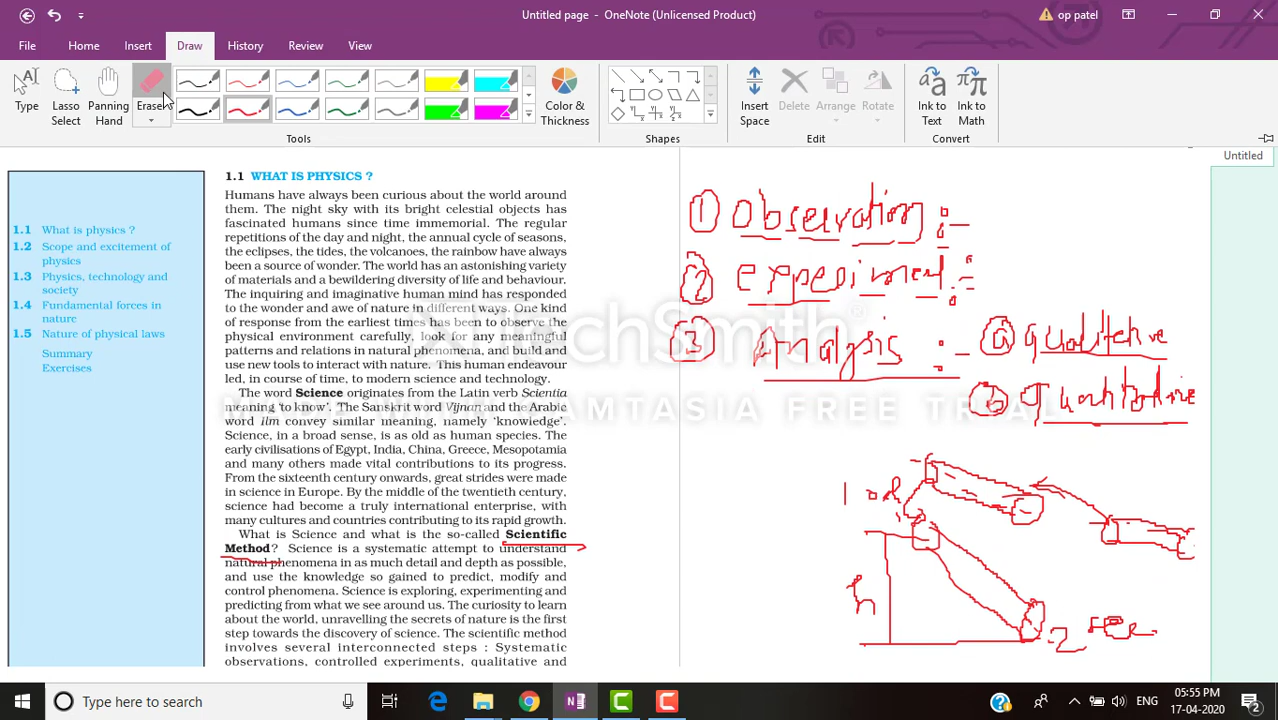 Untitled page - OneNote (Unlicensed Product)
op patel
File Home Insert Draw History Review View
Type
Lasso Select
Panning Hand
Eraser
Color & Thickness
Insert Space
Delete
Arrange
Rotate
Ink to Text
Ink to Math
Tools
Shapes
Edit
Convert
Untitled
1.1 What is physics ?
1.2 Scope and excitement of
physics
1.3 Physics, technology and
society
1.4 Fundamental forces in
nature
1.5 Nature of physical laws
Summary
Exercises
1.1 WHAT IS PHYSICS ?
Humans have always been curious about the world around
them. The night sky with its bright celestial objects has
fascinated humans since time immemorial. The regular
repetitions of the day and night, the annual cycle of seasons,
the eclipses, the tides, the volcanoes, the rainbow have always
been a source of wonder. The world has an astonishing variety
of materials and a bewildering diversity of life and behaviour.
The inquiring and imaginative human mind has responded
to the wonder and awe of nature in different ways. One kind
of response from the earliest times has been to observe the
physical environment carefully, look for any meaningful
patterns and relations in natural phenomena, and build and
use new tools to interact with nature. This human endeavour
led, in course of time, to modern science and technology.
The word Science originates from the Latin verb Scientia
meaning 'to know'. The Sanskrit word Vijnan and the Arabic
word Ilm convey similar meaning, namely 'knowledge'.
Science, in a broad sense, is as old as human species. The
early civilisations of Egypt, India, China, Greece, Mesopotamia
and many others made vital contributions to its progress.
From the sixteenth century onwards, great strides were made
in science in Europe. By the middle of the twentieth century,
science had become a truly international enterprise, with
many cultures and countries contributing to its rapid growth.
What is Science and what is the so-called Scientific
Method? Science is a systematic attempt to understand
natural phenomena in as much detail and depth as possible,
and use the knowledge so gained to predict, modify and
control phenomena. Science is exploring, experimenting and
predicting from what we see around us. The curiosity to learn
about the world, unravelling the secrets of nature is the first
step towards the discovery of science. The scientific method
involves several interconnected steps : Systematic
observations, controlled experiments, qualitative and
TechSmith®
MADE WITH CAMTASIA FREE TRIAL
① Observation :-
② experiment :-
③ Analysis :-
h
Type here to search
ENG
05:55 PM
17-04-2020
2